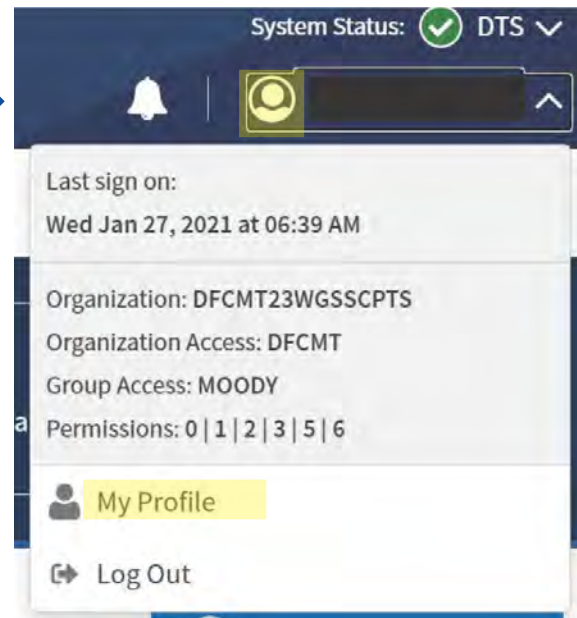 System Status: DTS
Last sign on:
Wed Jan 27, 2021 at 06:39 AM
Organization: DFCMT23WGSSCPTS
Organization Access: DFCMT
Group Access: MOODY
a
Permissions: 0 | 1 | 2 | 3 | 5 | 6
My Profile
Log Out